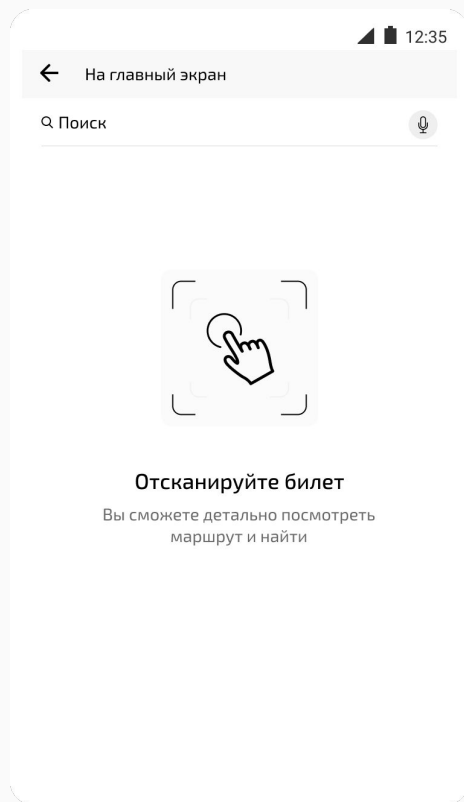 12:35
На главный экран
Поиск
Отсканируйте билет
Вы сможете детально посмотреть
маршрут и найти